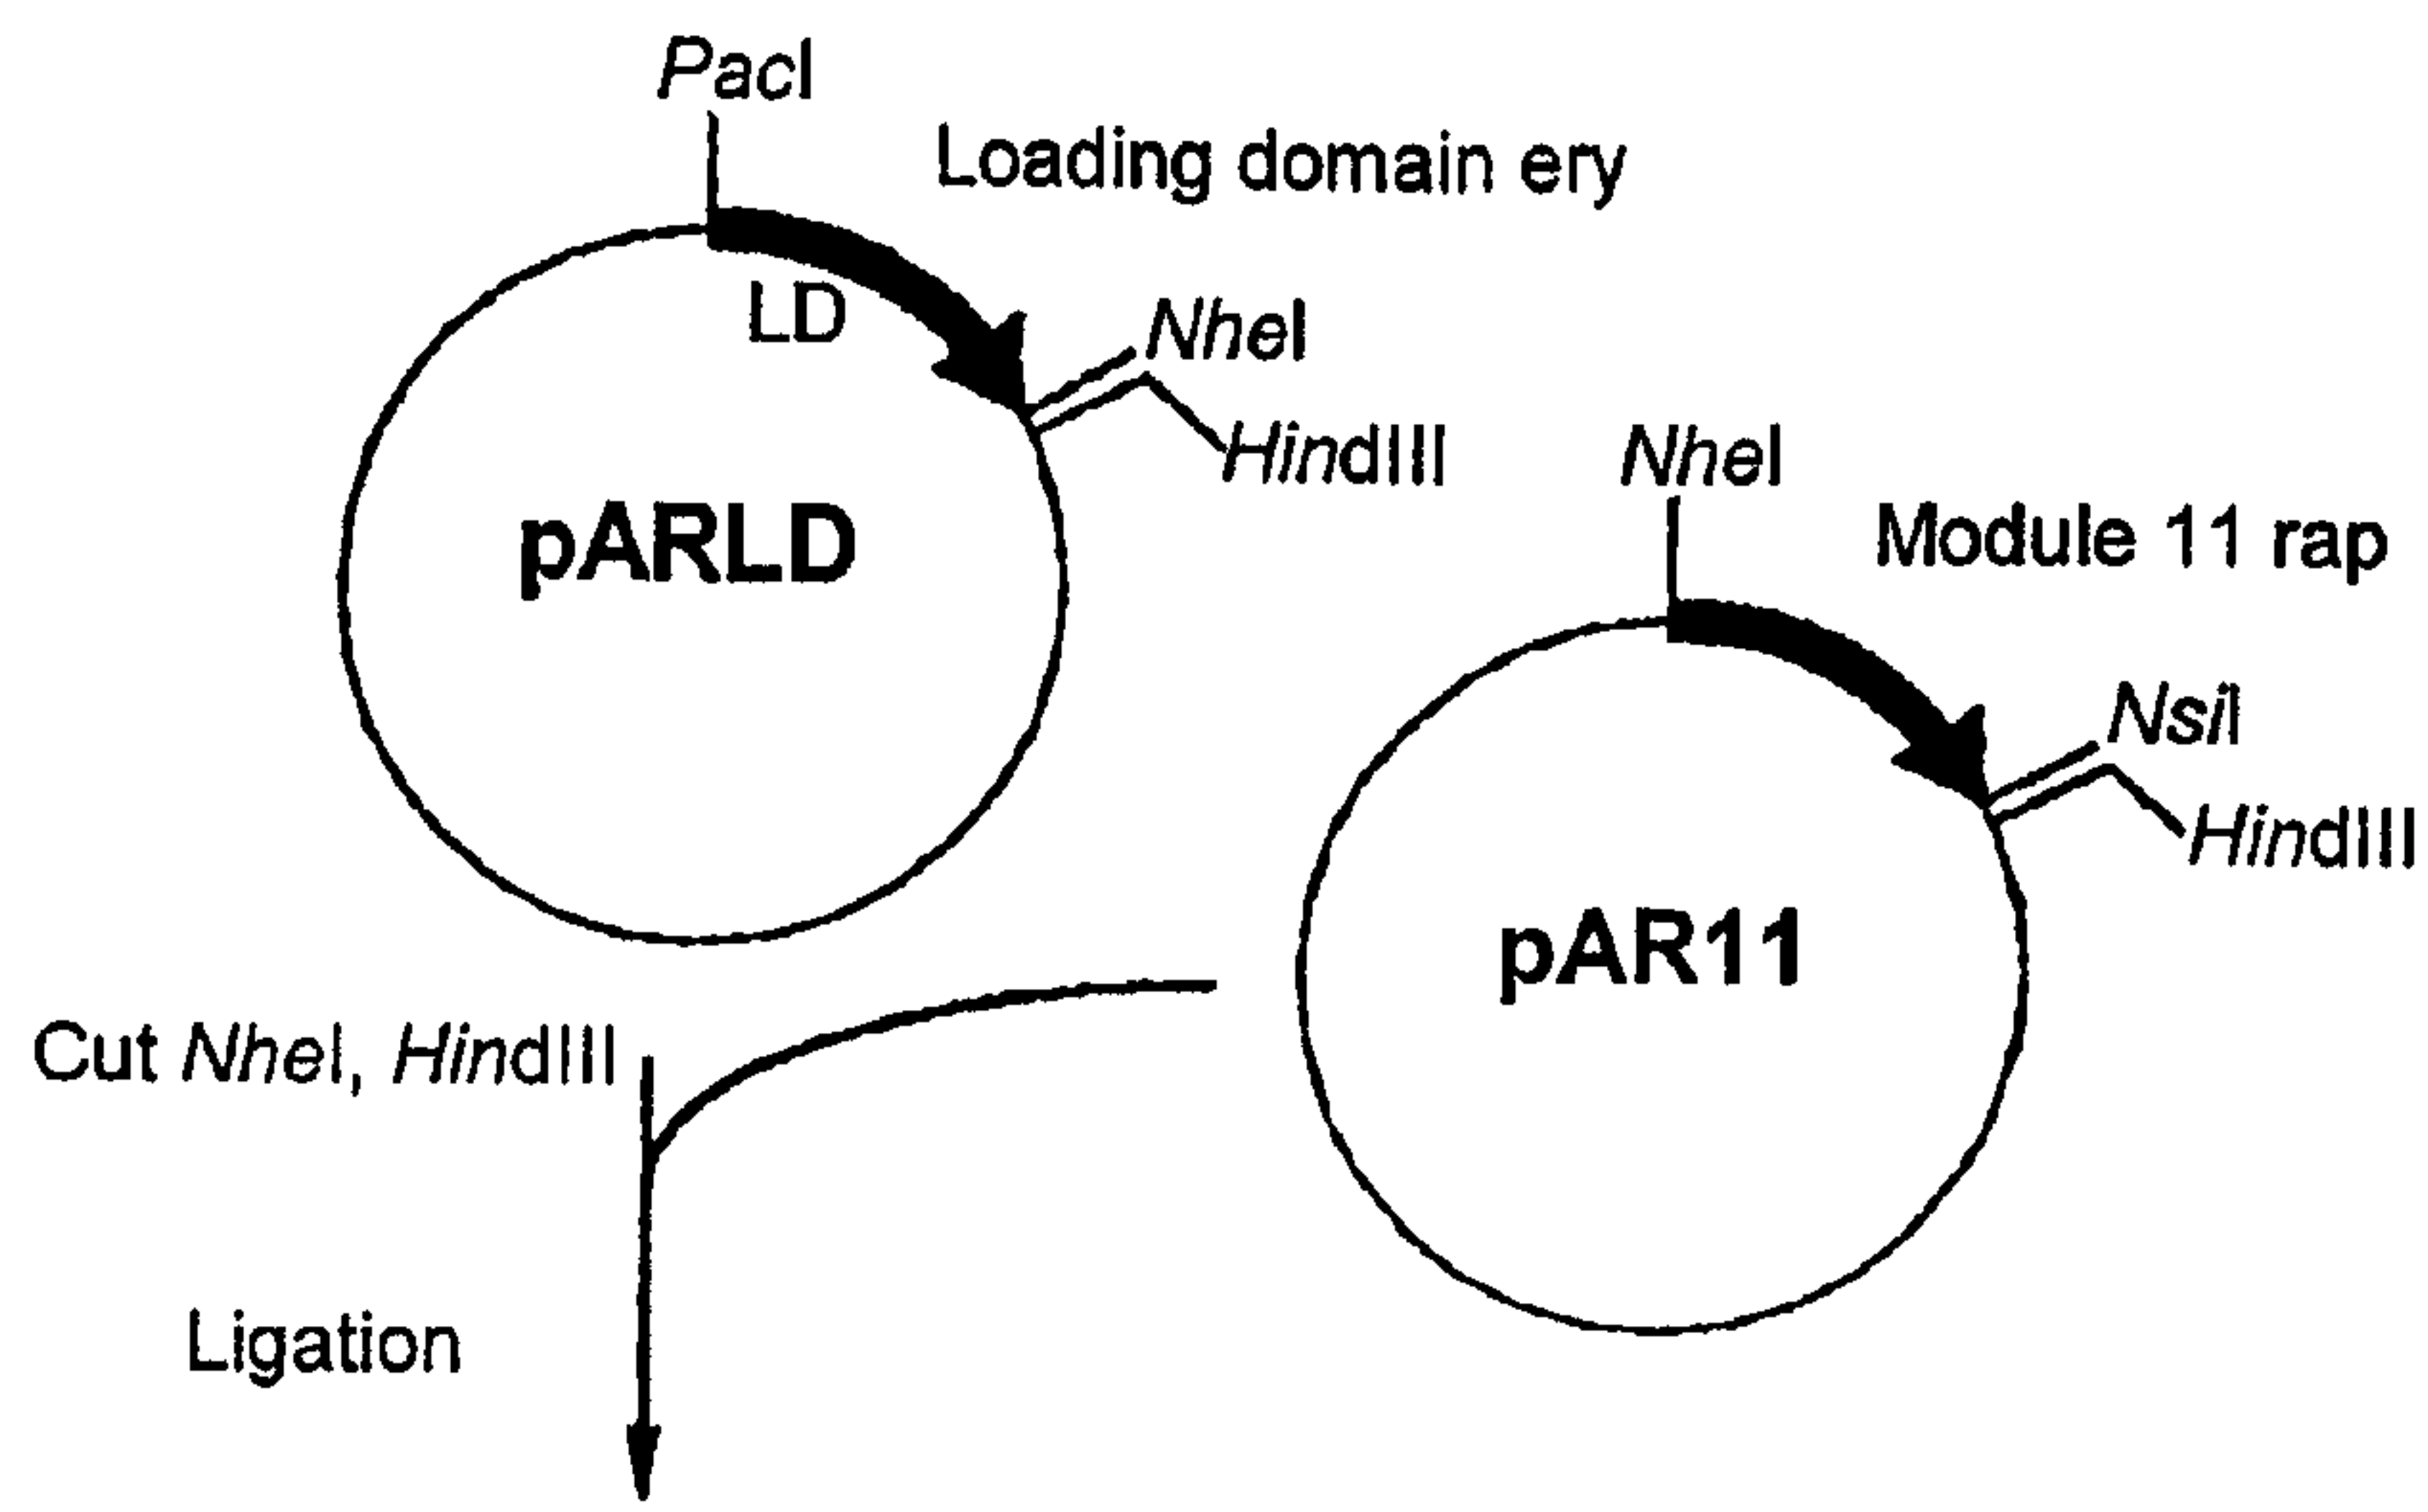 PacI
Loading domain ery
LD
NheI
HindIII
pARLD
NheI
Module 11 rap
NsiI
HindIII
pAR11
Cut NheI, HindIII
Ligation